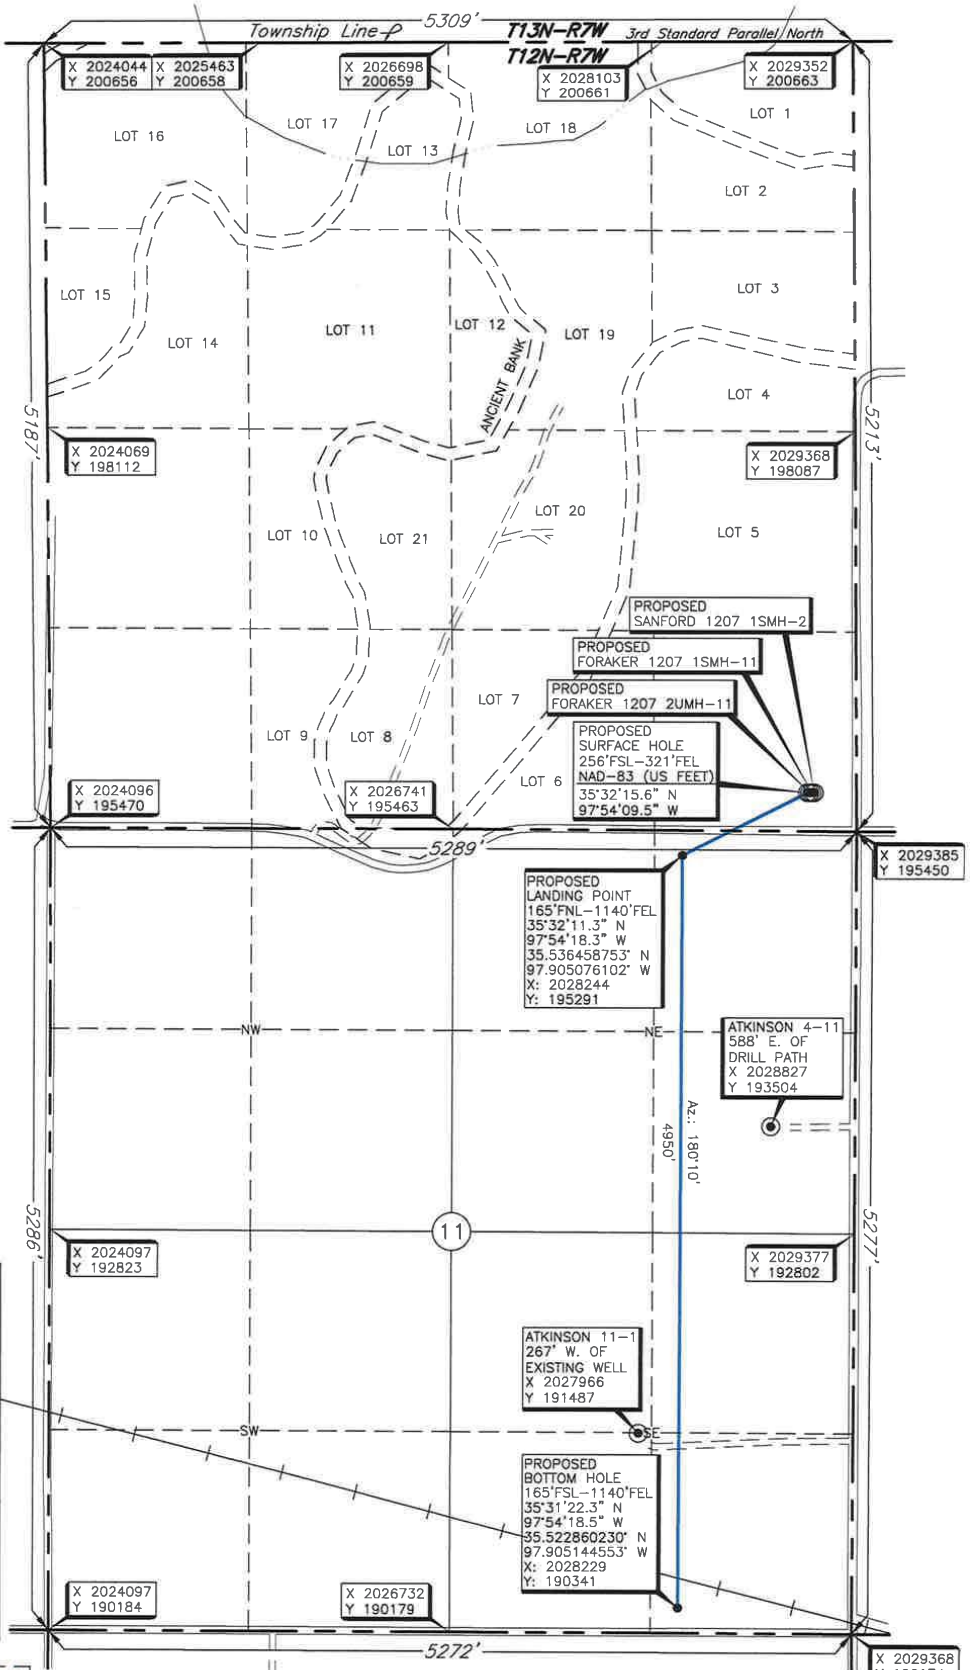 5309'
Township Line
T13N-R7W
3rd Standard Parallel North
T12N-R7W
X 2024044
Y 200656
X 2025463
Y 200658
X 2026698
Y 200659
X 2028103
Y 200661
X 2029352
Y 200663
LOT 16
LOT 17
LOT 13
LOT 18
LOT 1
LOT 2
LOT 15
LOT 14
LOT 11
LOT 12
LOT 19
LOT 3
LOT 4
ANCIENT BANK
5187'
5213'
X 2024069
Y 198112
X 2029368
Y 198087
LOT 10
LOT 21
LOT 20
LOT 5
PROPOSED
SANFORD 1207 1SMH-2
PROPOSED
FORAKER 1207 1SMH-11
PROPOSED
FORAKER 1207 2UMH-11
LOT 7
LOT 9
LOT 8
LOT 6
PROPOSED
SURFACE HOLE
256'FSL-321'FEL
NAD-83 (US FEET)
35°32'15.6" N
97°54'09.5" W
X 2024096
Y 195470
X 2026741
Y 195463
5289'
X 2029385
Y 195450
PROPOSED
LANDING POINT
165'FNL-1140'FEL
35°32'11.3" N
97°54'18.3" W
35.536458753° N
97.905076102° W
X: 2028244
Y: 195291
NW
NE
ATKINSON 4-11
588' E. OF
DRILL PATH
X 2028827
Y 193504
Az.: 180°10'
4950'
5286'
5277'
11
X 2024097
Y 192823
X 2029377
Y 192802
ATKINSON 11-1
267' W. OF
EXISTING WELL
X 2027966
Y 191487
SW
SE
PROPOSED
BOTTOM HOLE
165'FSL-1140'FEL
35°31'22.3" N
97°54'18.5" W
35.522860230° N
97.905144553° W
X: 2028229
Y: 190341
X 2024097
Y 190184
X 2026732
Y 190179
5272'
X 2029368